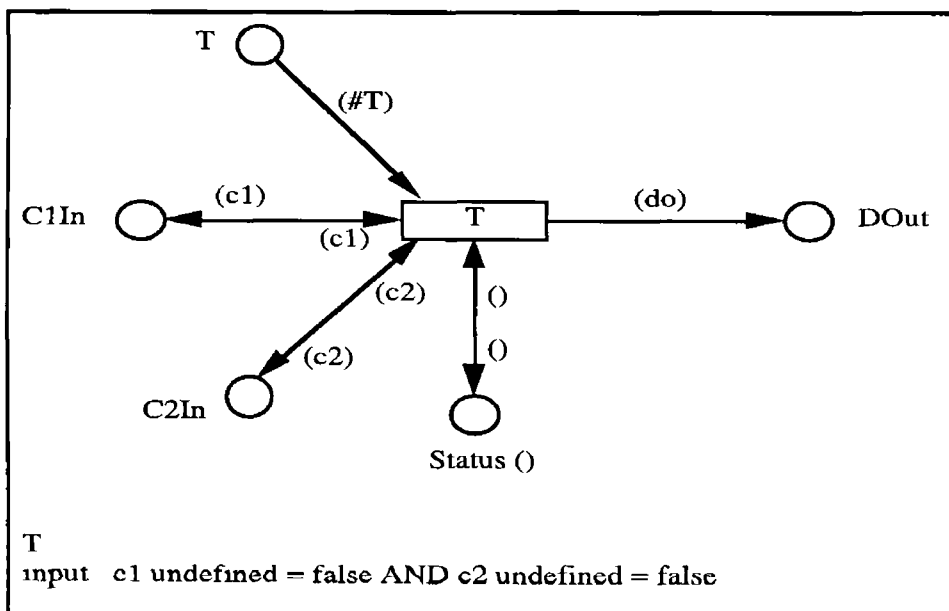 T
(#T)
(c1)
T
(do)
C1In
(c1)
DOut
(c2)
()
(c2)
()
C2In
Status ()
T
input c1 undefined = false AND c2 undefined = false